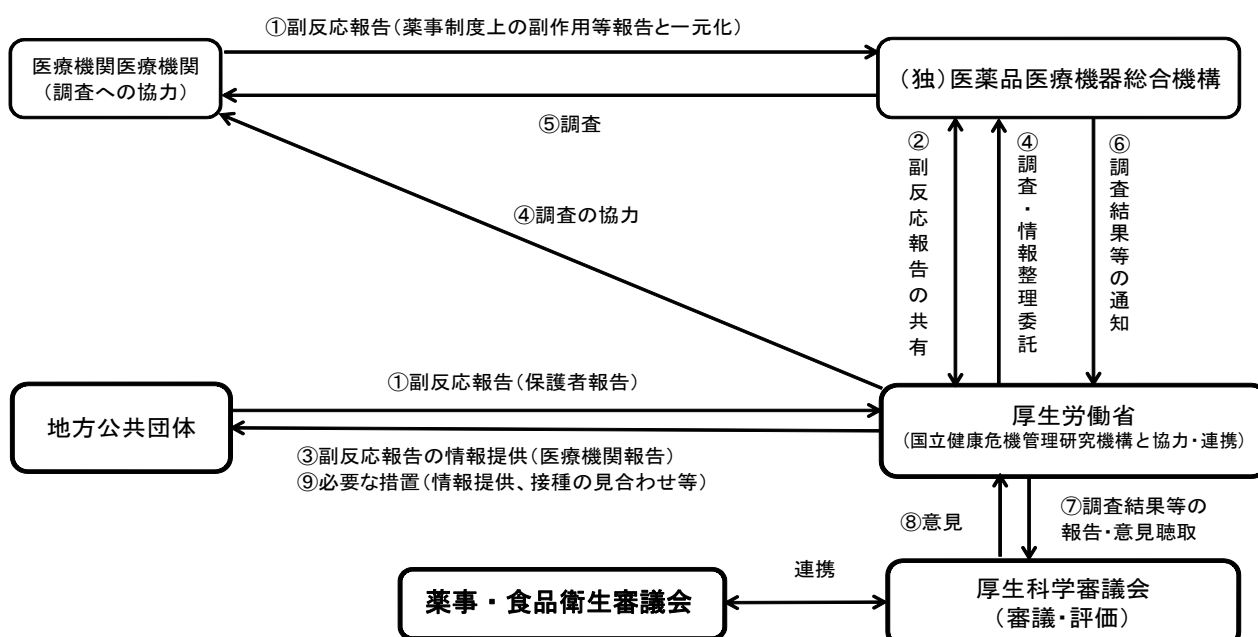 ①副反応報告(薬事制度上の副作用等報告と一元化)
医療機関医療機関
(調査への協力)
(独)医薬品医療機器総合機構
⑤調査
②副反応報告の共有
④調査・情報整理委託
⑥調査結果等の通知
④調査の協力
①副反応報告(保護者報告)
地方公共団体
厚生労働省
(国立健康危機管理研究機構と協力・連携)
③副反応報告の情報提供(医療機関報告)
⑨必要な措置(情報提供、接種の見合わせ等)
⑧意見
⑦調査結果等の
報告・意見聴取
連携
薬事・食品衛生審議会
厚生科学審議会
(審議・評価)